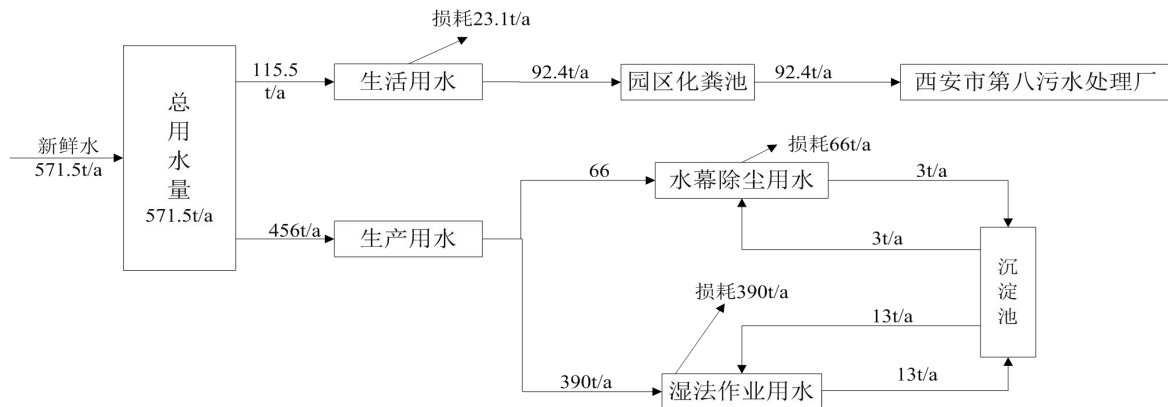 损耗23.1t/a
115.5
t/a
生活用水
92.4t/a
园区化粪池
92.4t/a
西安市第八污水处理厂
新鲜水
571.5t/a
总
用
水
量
571.5t/a
损耗66t/a
66
水幕除尘用水
3t/a
456t/a
生产用水
3t/a
沉
淀
池
损耗390t/a
13t/a
390t/a
湿法作业用水
13t/a